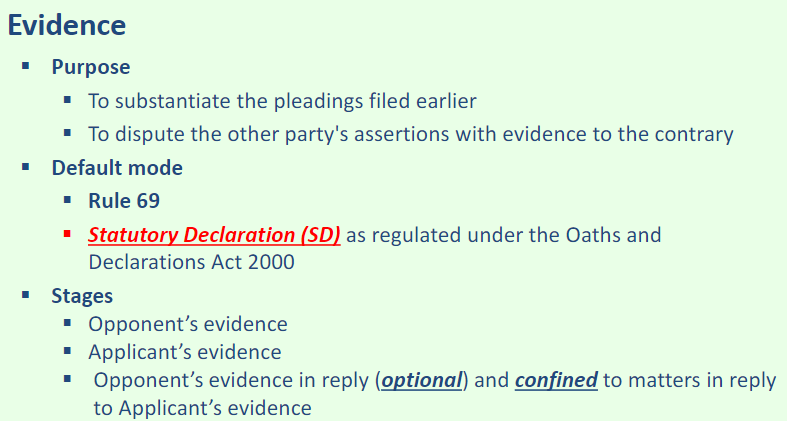 Evidence
▪ Purpose
▪ To substantiate the pleadings filed earlier
▪ To dispute the other party's assertions with evidence to the contrary
▪ Default mode
▪ Rule 69
▪ Statutory Declaration (SD) as regulated under the Oaths and
Declarations Act 2000
▪ Stages
▪ Opponent’s evidence
▪ Applicant’s evidence
▪ Opponent’s evidence in reply (optional) and confined to matters in reply
to Applicant’s evidence